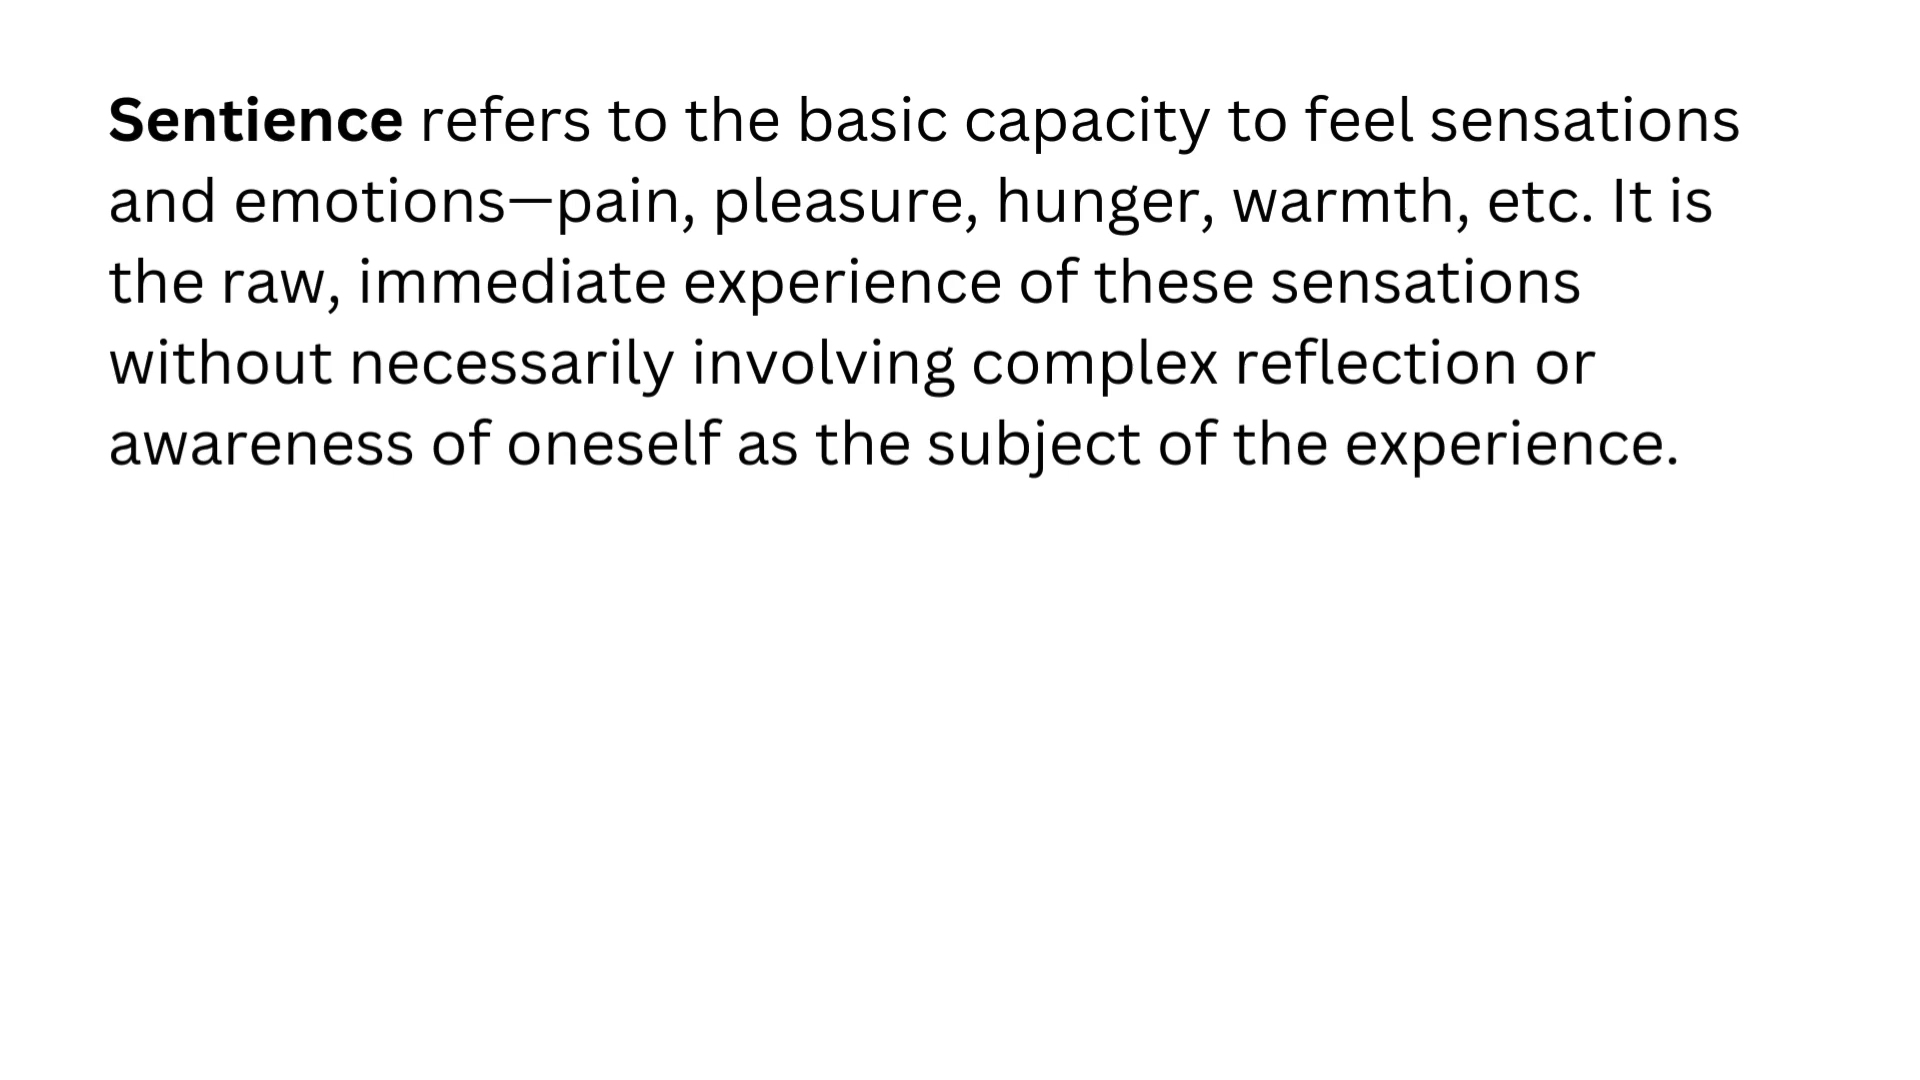 Sentience refers to the basic capacity to feel sensations
and emotions—pain, pleasure, hunger, warmth, etc. It is
the raw, immediate experience of these sensations
without necessarily involving complex reflection or
awareness of oneself as the subject of the experience.